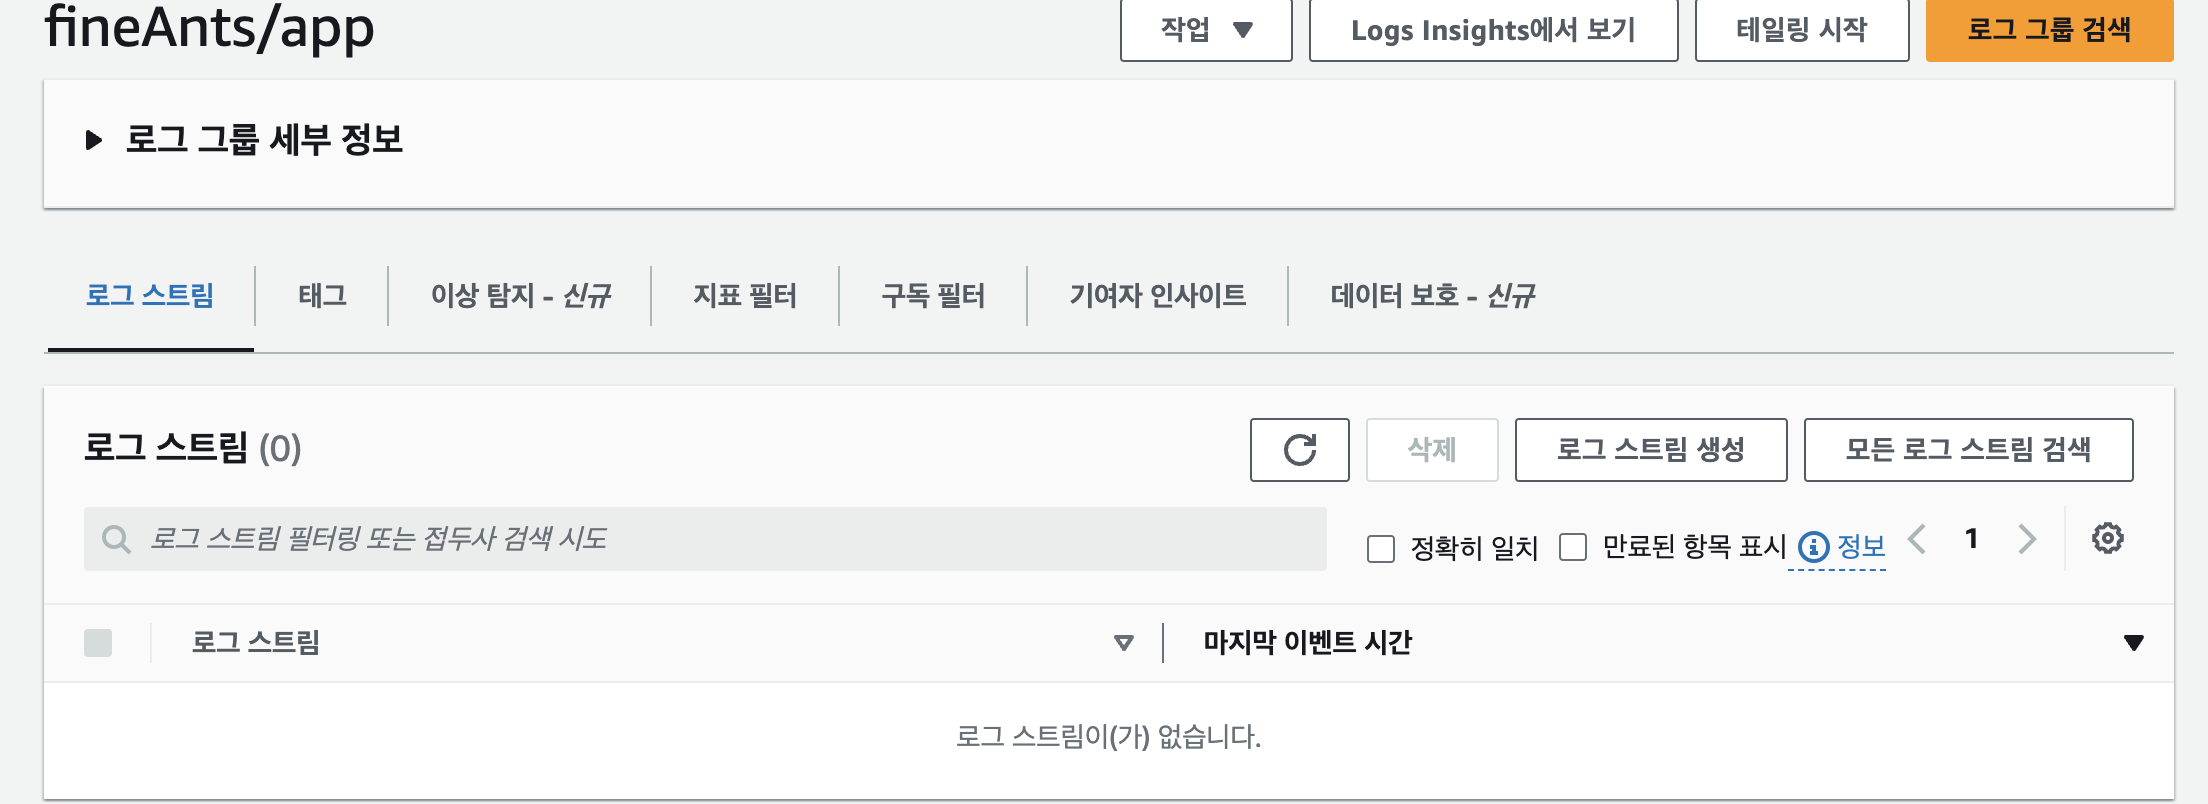 fineAnts/app
작업 ▼
Logs Insights에서 보기
테일링 시작
로그 그룹 검색
▶ 로그 그룹 세부 정보
로그 스트림
태그
이상 탐지 - 신규
지표 필터
구독 필터
기여자 인사이트
데이터 보호 - 신규
로그 스트림 (0)
삭제
로그 스트림 생성
모든 로그 스트림 검색
로그 스트림 필터링 또는 접두사 검색 시도
정확히 일치
만료된 항목 표시
정보
1
로그 스트림
마지막 이벤트 시간
로그 스트림이(가) 없습니다.